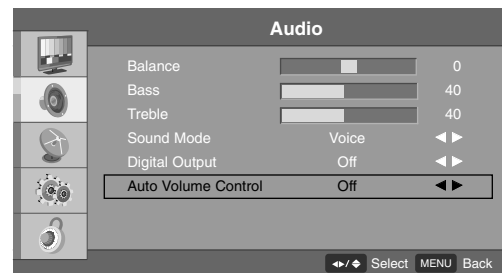 Audio
Balance 0
Bass 40
Treble 40
Sound Mode Voice
Digital Output Off
Auto Volume Control Off
Select MENU Back